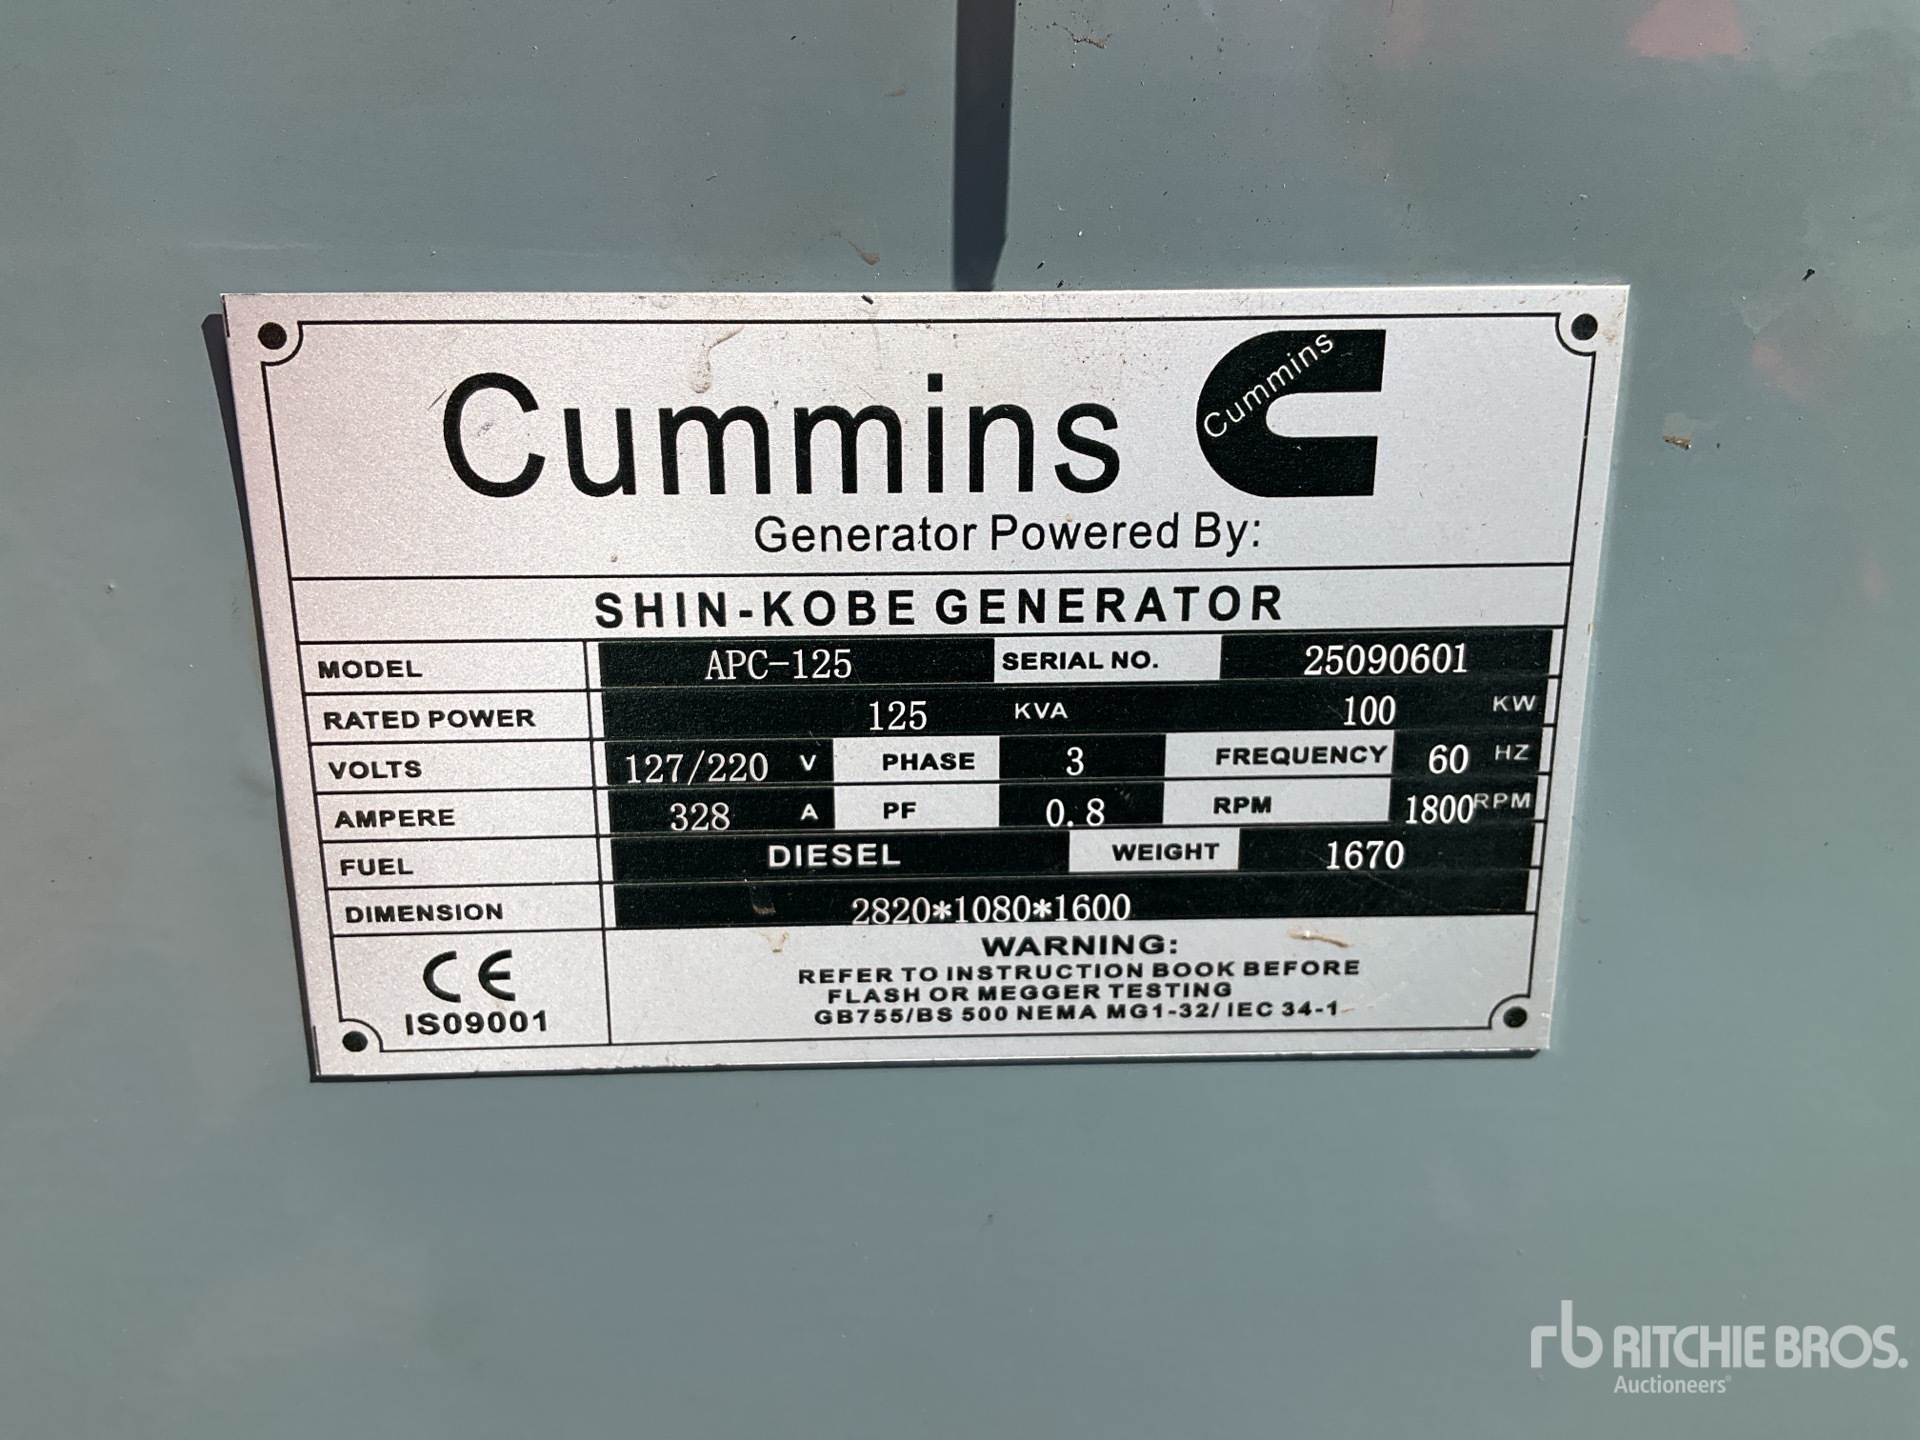 Cummins Cummins
Generator Powered By:
SHIN-KOBE GENERATOR
MODEL APC-125 SERIAL NO. 25090601
RATED POWER 125 KVA 100 KW
VOLTS 127/220 V PHASE 3 FREQUENCY 60 HZ
AMPERE 328 A PF 0.8 RPM 1800 RPM
FUEL DIESEL WEIGHT 1670
DIMENSION 2820*1080*1600
CE
ISO9001
WARNING:
REFER TO INSTRUCTION BOOK BEFORE
FLASH OR MEGGER TESTING
GB755/BS 500 NEMA MG1-32/ IEC 34-1
rb RITCHIE BROS.
Auctioneers